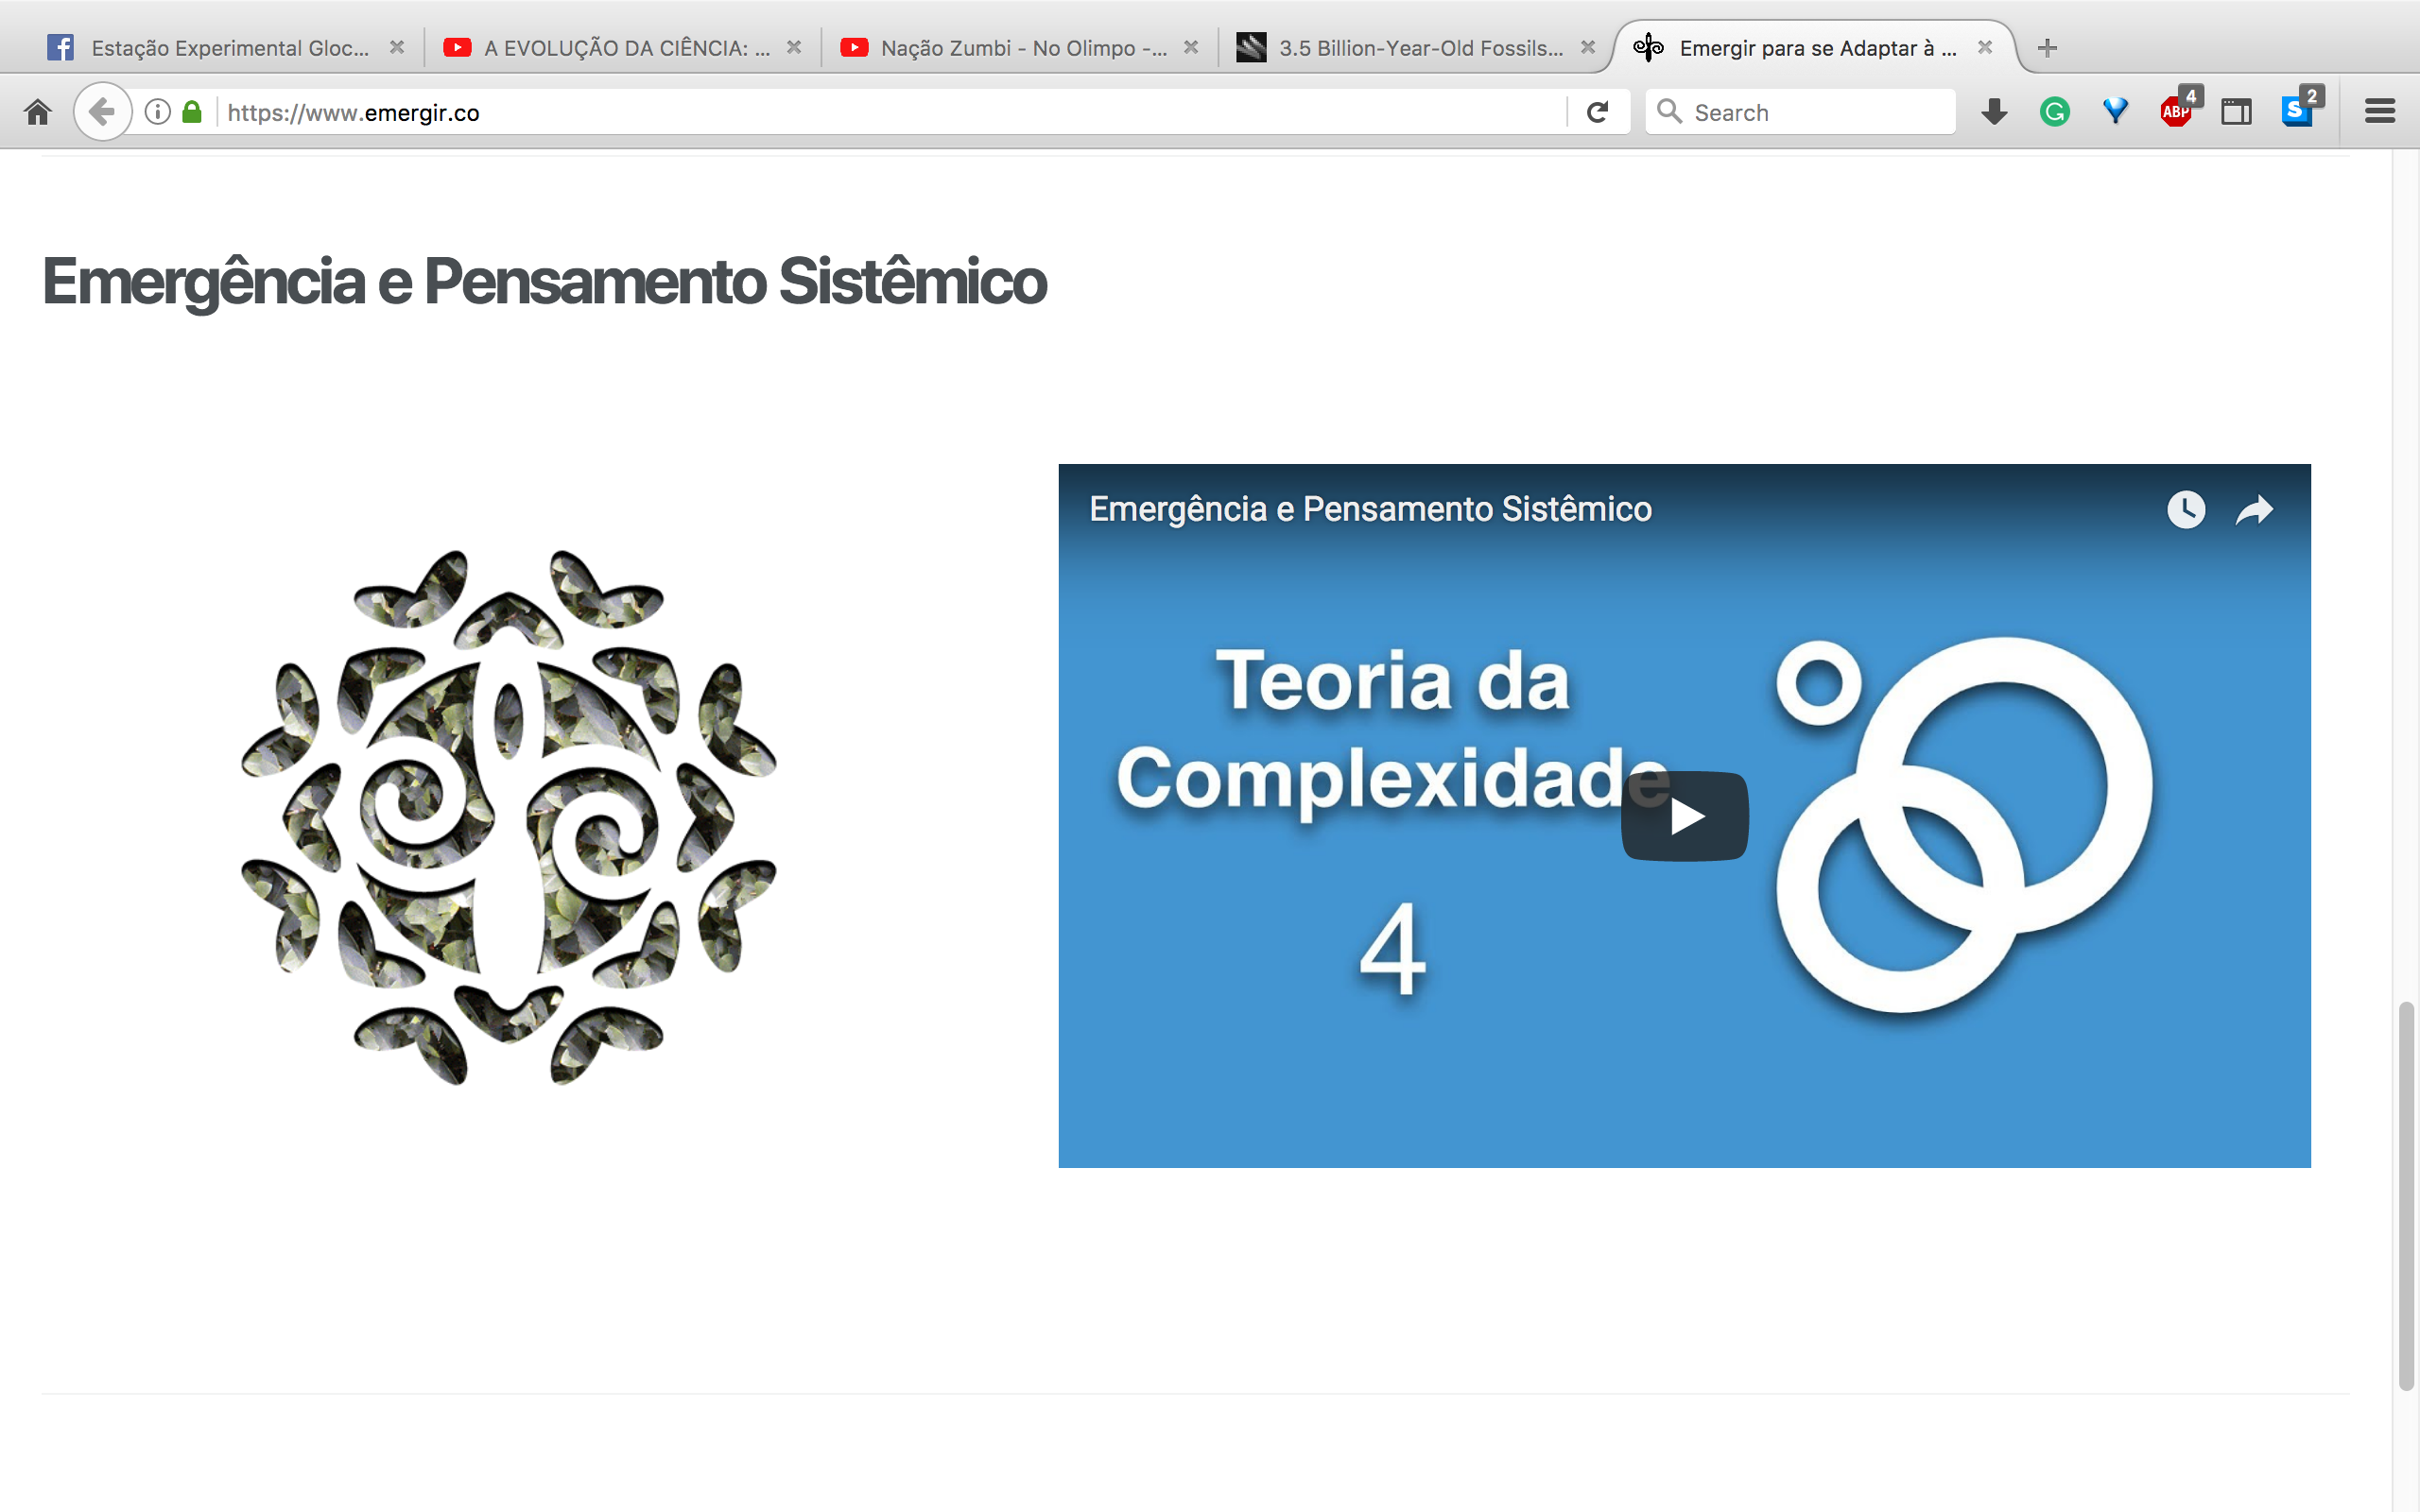 Estação Experimental Gloc...
A EVOLUÇÃO DA CIÊNCIA: ...
Nação Zumbi - No Olimpo -...
3.5 Billion-Year-Old Fossils...
Emergir para se Adaptar à ...
https://www.emergir.co
Search
G
ABP
4
S
2
Emergência e Pensamento Sistêmico
Emergência e Pensamento Sistêmico
Teoria da
Complexidade
4